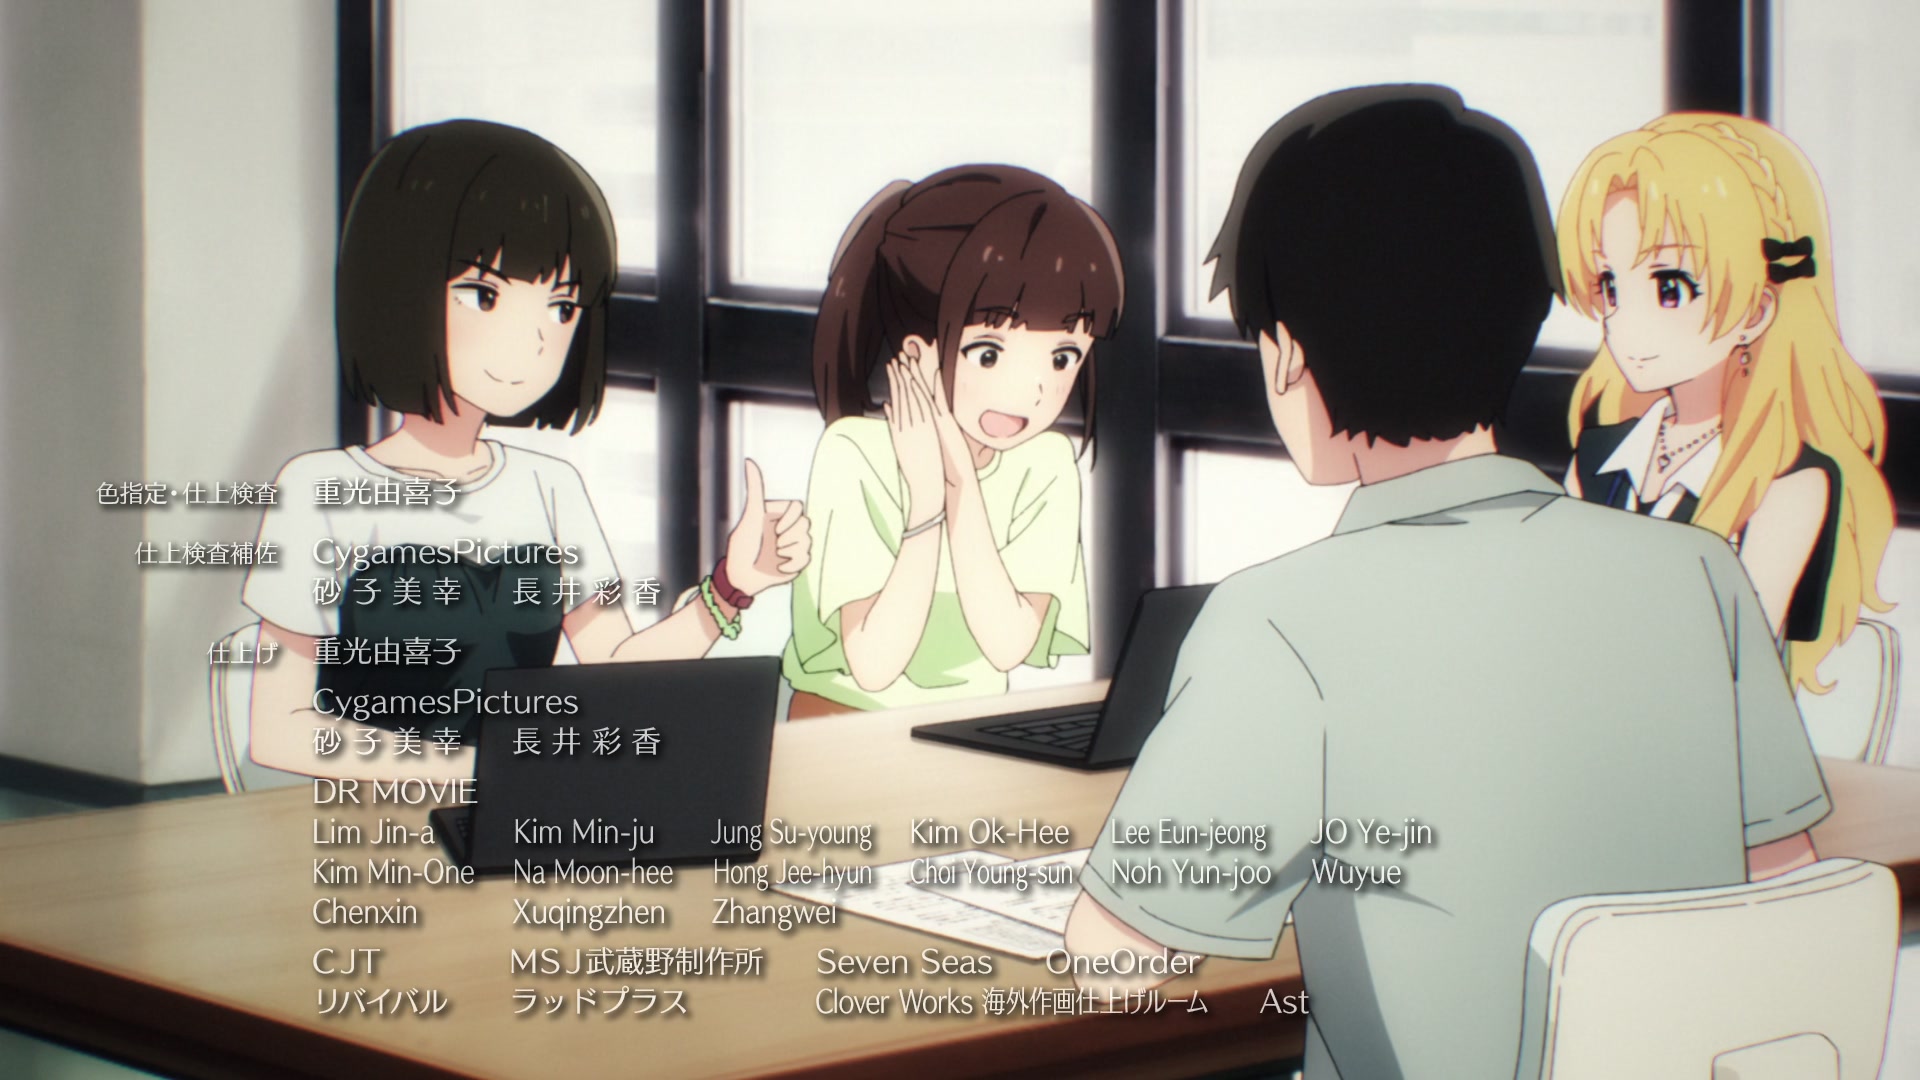 色指定・仕上検査 重光由喜子
仕上検査補佐 CygamesPictures
砂子美幸 長井彩香
仕上げ 重光由喜子
CygamesPictures
砂子美幸 長井彩香
DR MOVIE
Lim Jin-a Kim Min-ju Jung Su-young Kim Ok-Hee Lee Eun-jeong JO Ye-jin
Kim Min-One Na Moon-hee Hong Jee-hyun Choi Young-sun Noh Yun-joo Wuyue
Chenxin Xuqingzhen Zhangwei
CJT MSJ武蔵野制作所 Seven Seas OneOrder
リバイバル ラッドプラス Clover Works 海外作画仕上げルーム Ast